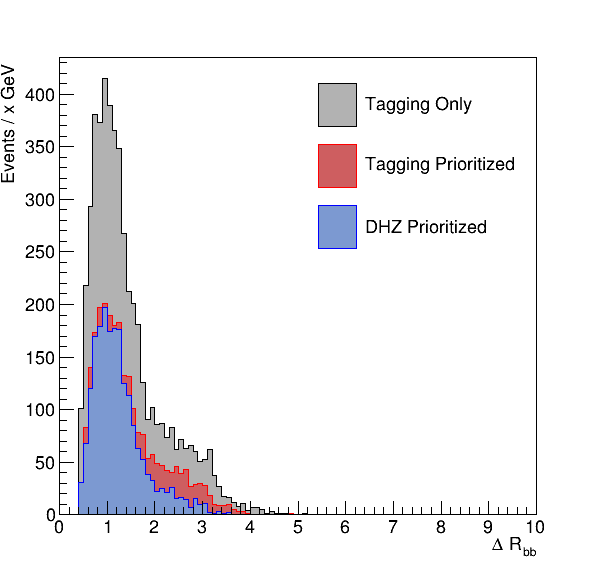 Events / x GeV
400
350
300
250
200
150
100
50
0
0 1 2 3 4 5 6 7 8 9 10
Δ R_bb
Tagging Only
Tagging Prioritized
DHZ Prioritized